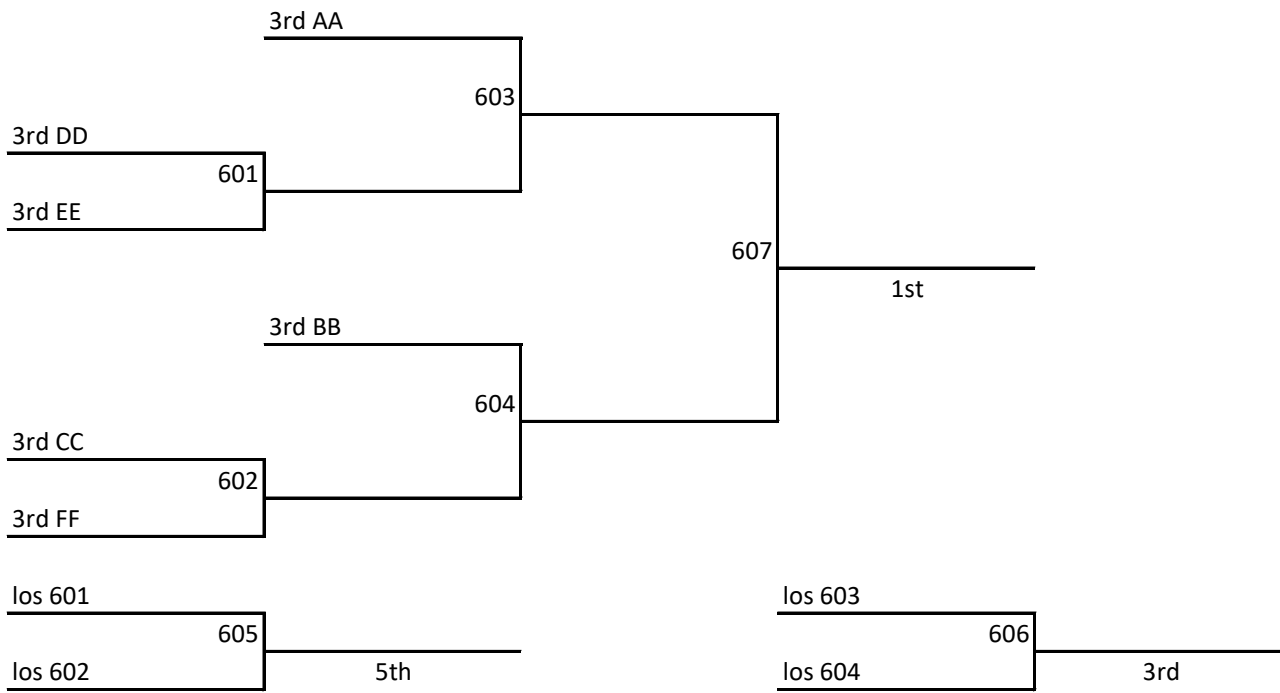 3rd AA
603
3rd DD
601
3rd EE
607
1st
3rd BB
604
3rd CC
602
3rd FF
los 601
605
los 602
5th
los 603
606
los 604
3rd